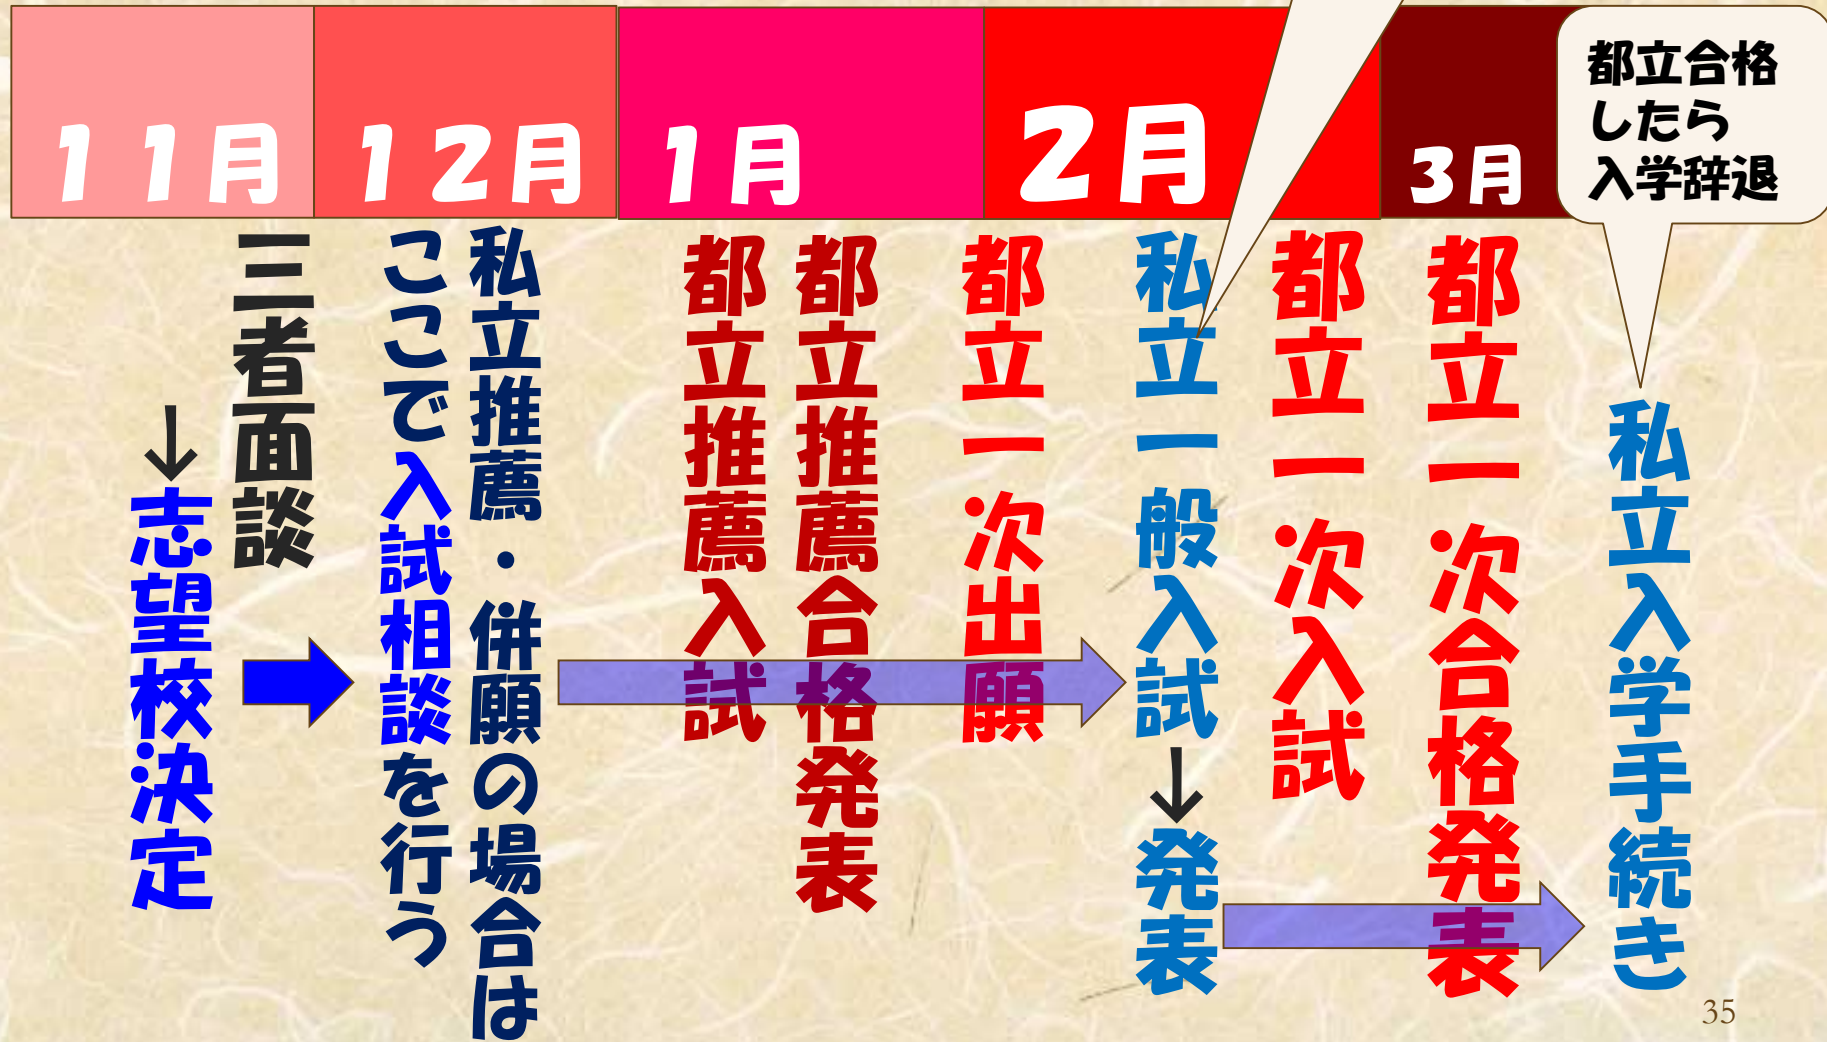 11月
12月
1月
2月
3月
都立合格
したら
入学辞退
三者面談
→志望校決定
私立推薦・併願の場合は
ここで入試相談を行う
都立推薦入試
都立推薦合格発表
都立一次出願
私立一般入試→発表
都立一次入試
都立一次合格発表
私立入学手続き
35